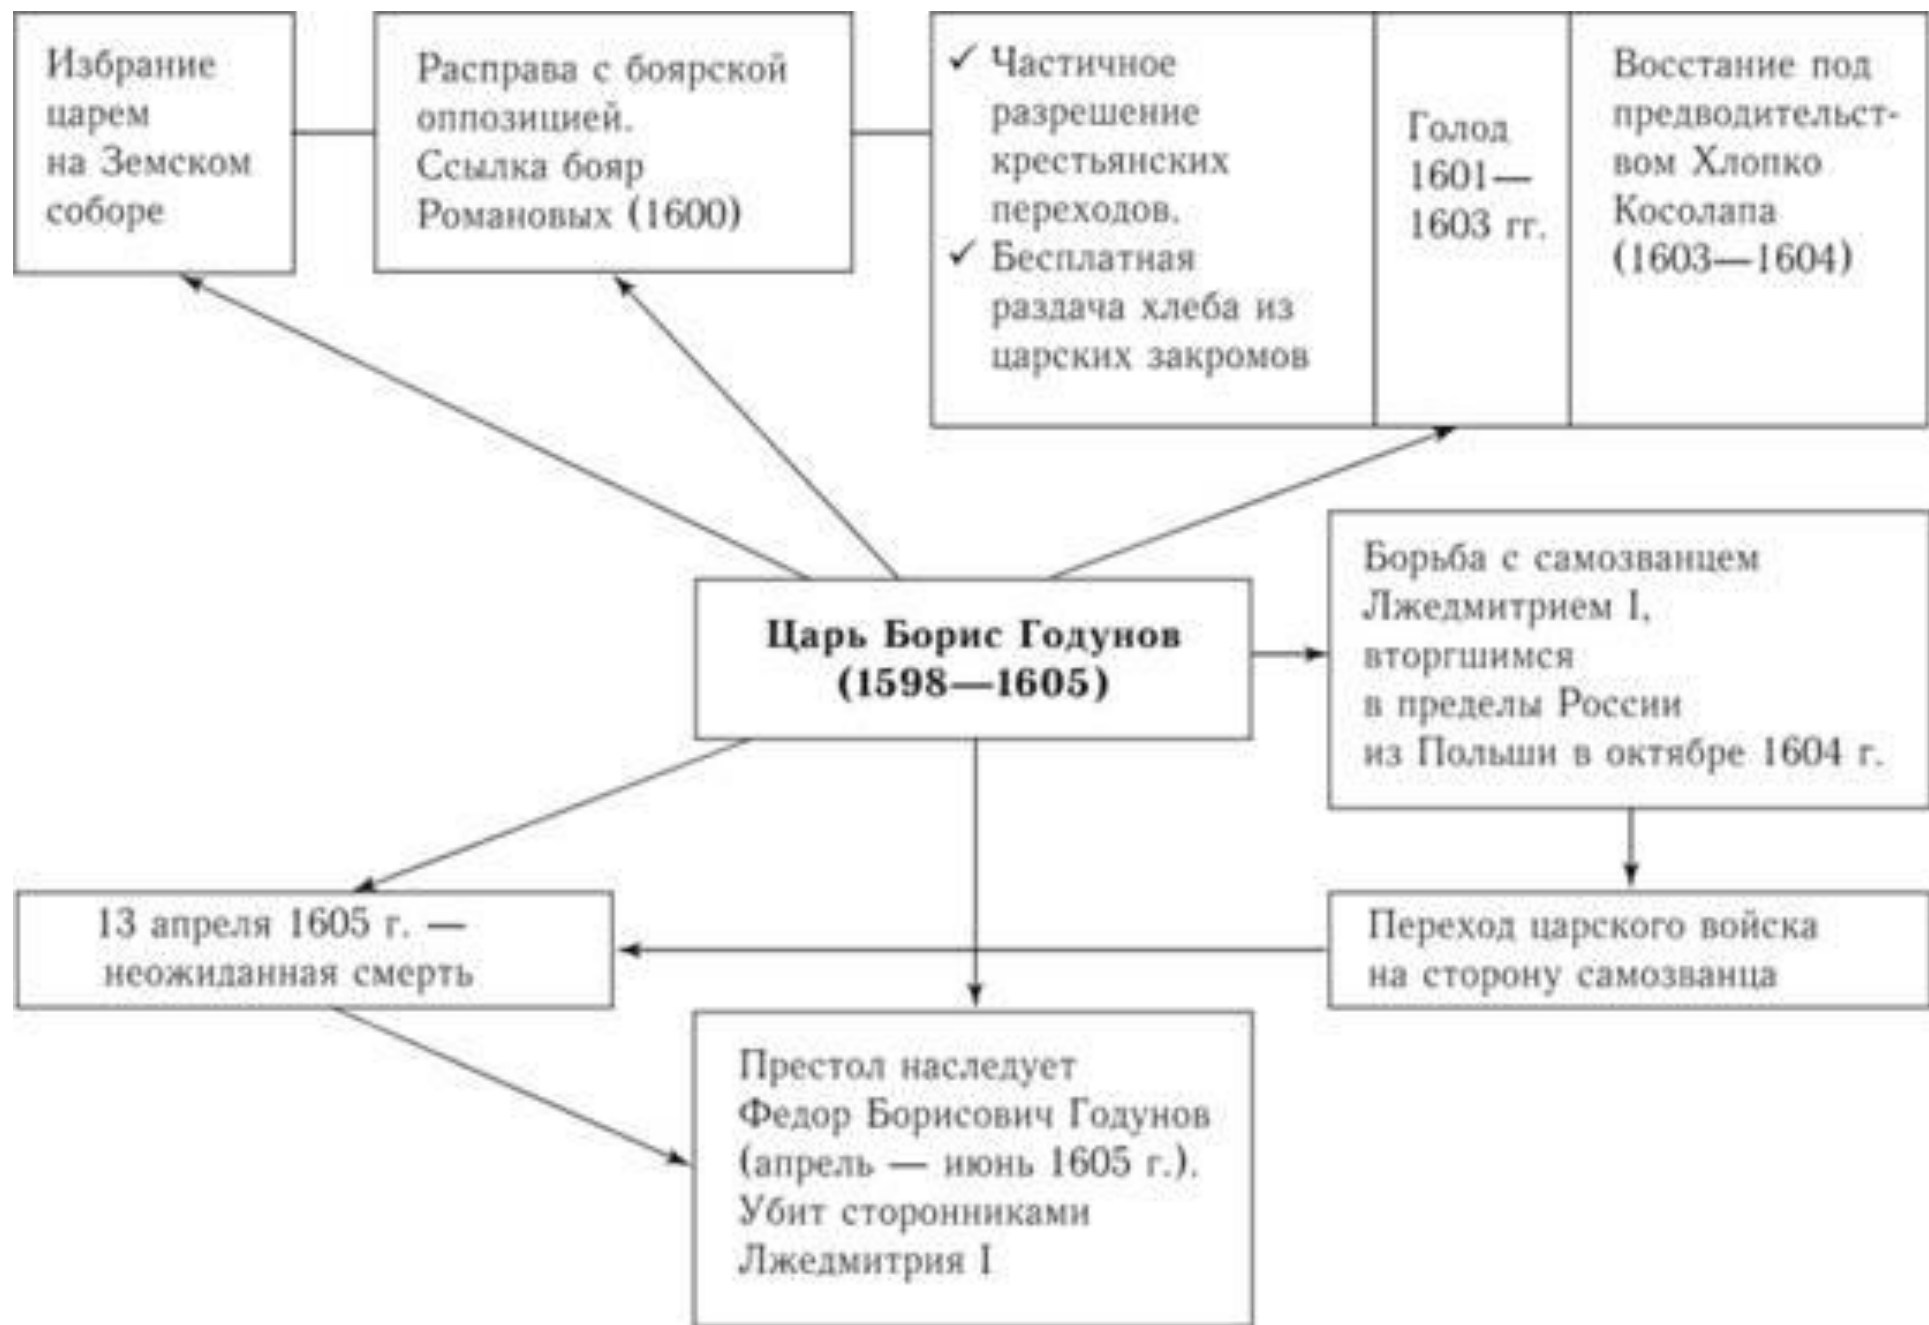 Избрание
царем
на Земском
соборе
Расправа с боярской
оппозицией.
Ссылка бояр
Романовых (1600)
✓ Частичное
разрешение
крестьянских
переходов.
✓ Бесплатная
раздача хлеба из
царских закромов
Голод
1601—
1603 гг.
Восстание под
предводительст-
вом Хлопко
Косолапа
(1603—1604)
Царь Борис Годунов
(1598—1605)
Борьба с самозванцем
Лжедмитрием I,
вторгшимся
в пределы России
из Польши в октябре 1604 г.
13 апреля 1605 г. —
неожиданная смерть
Переход царского войска
на сторону самозванца
Престол наследует
Федор Борисович Годунов
(апрель — июнь 1605 г.).
Убит сторонниками
Лжедмитрия I